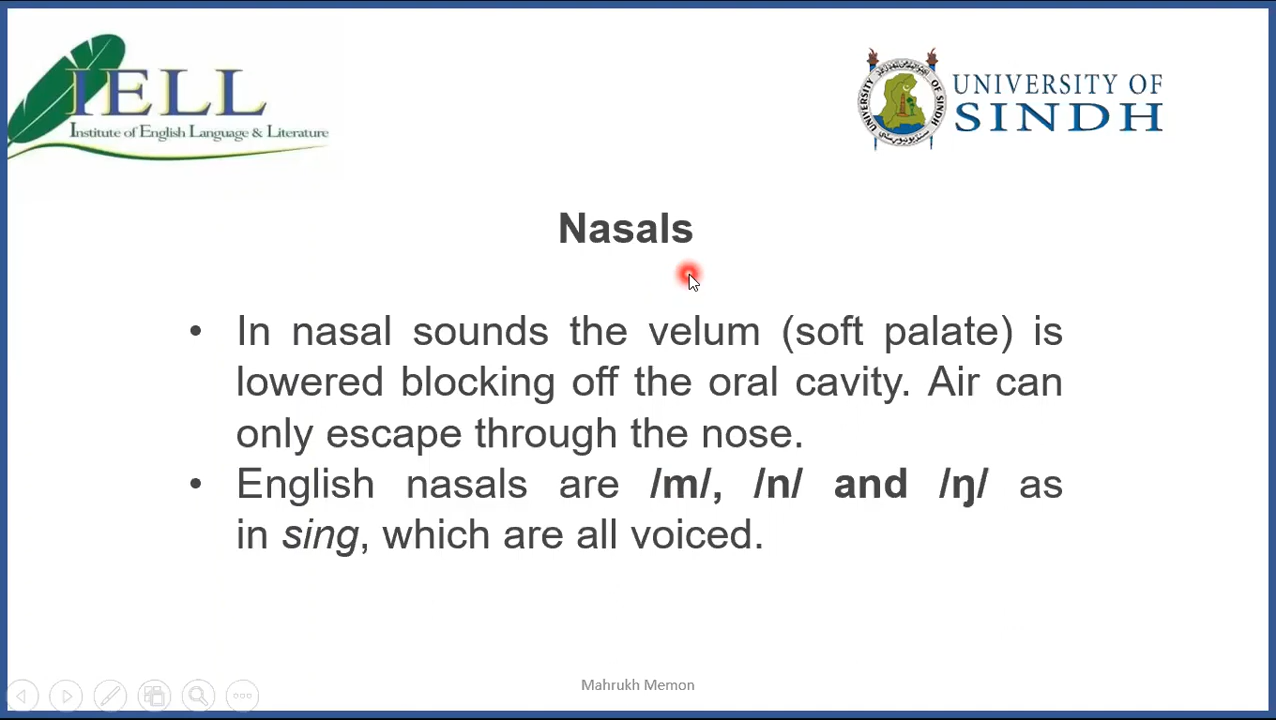 IELL
Institute of English Language & Literature
UNIVERSITY OF
SINDH
Nasals
• In nasal sounds the velum (soft palate) is
lowered blocking off the oral cavity. Air can
only escape through the nose.
• English nasals are /m/, /n/ and /ŋ/ as
in sing, which are all voiced.
Mahrukh Memon